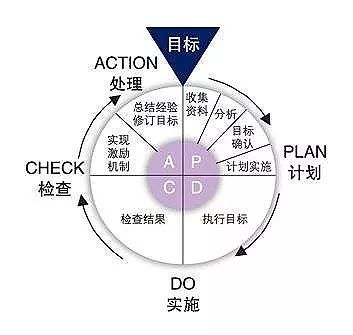 目标
ACTION
处理
总结经验
修订目标
收集
资料
分析
目标
确认
实现
激励
机制
计划实施
PLAN
计划
A
P
CHECK
检查
C
D
检查结果
执行目标
DO
实施